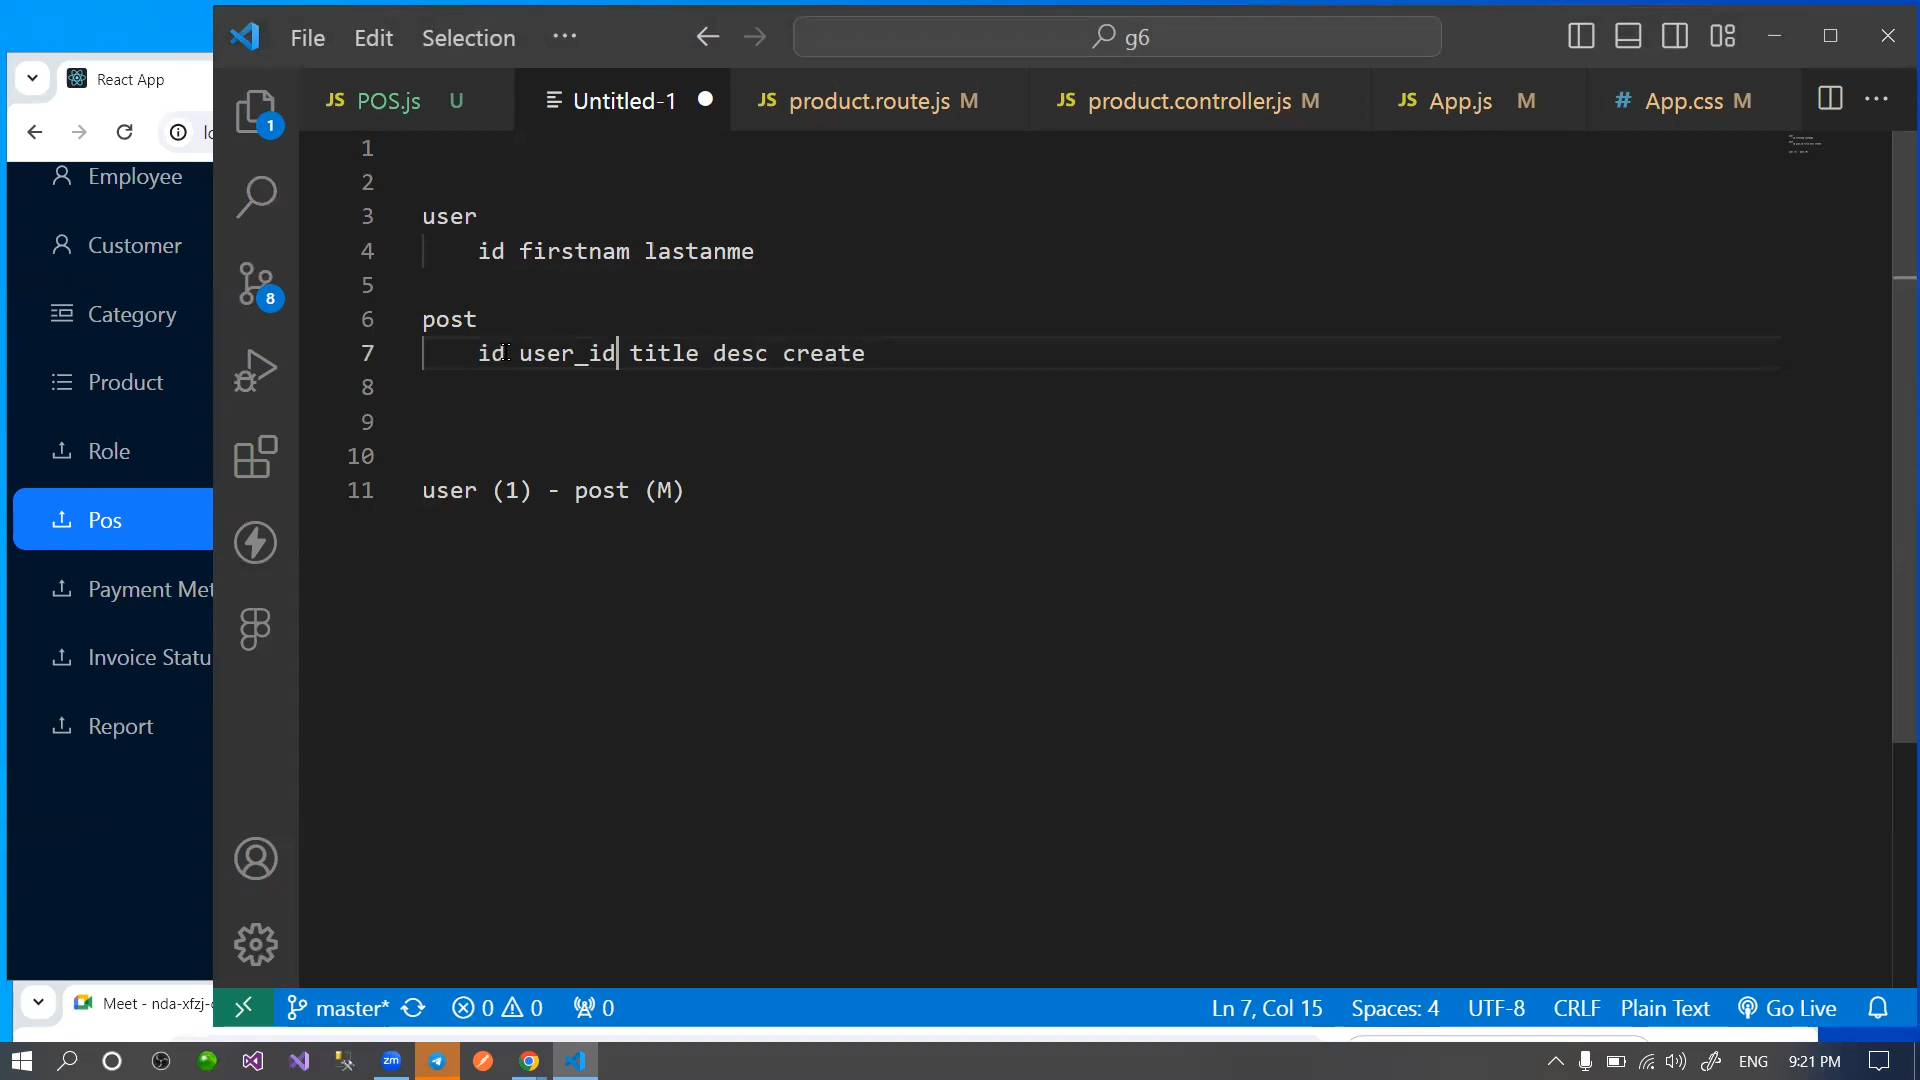 File Edit Selection ···
g6
React App
JS POS.js U
Untitled-1
JS product.route.js M
JS product.controller.js M
JS App.js M
# App.css M
1
Employee
Customer
Category
Product
Role
Pos
Payment Met
Invoice Statu
Report
8
1
2
3 user
4 id firstnam lastanme
5
6 post
7 id user_id title desc create
8
9
10
11 user (1) - post (M)
Meet - nda-xfzj-
master* 0 0 0
Ln 7, Col 15 Spaces: 4 UTF-8 CRLF Plain Text Go Live
zm
ENG 9:21 PM